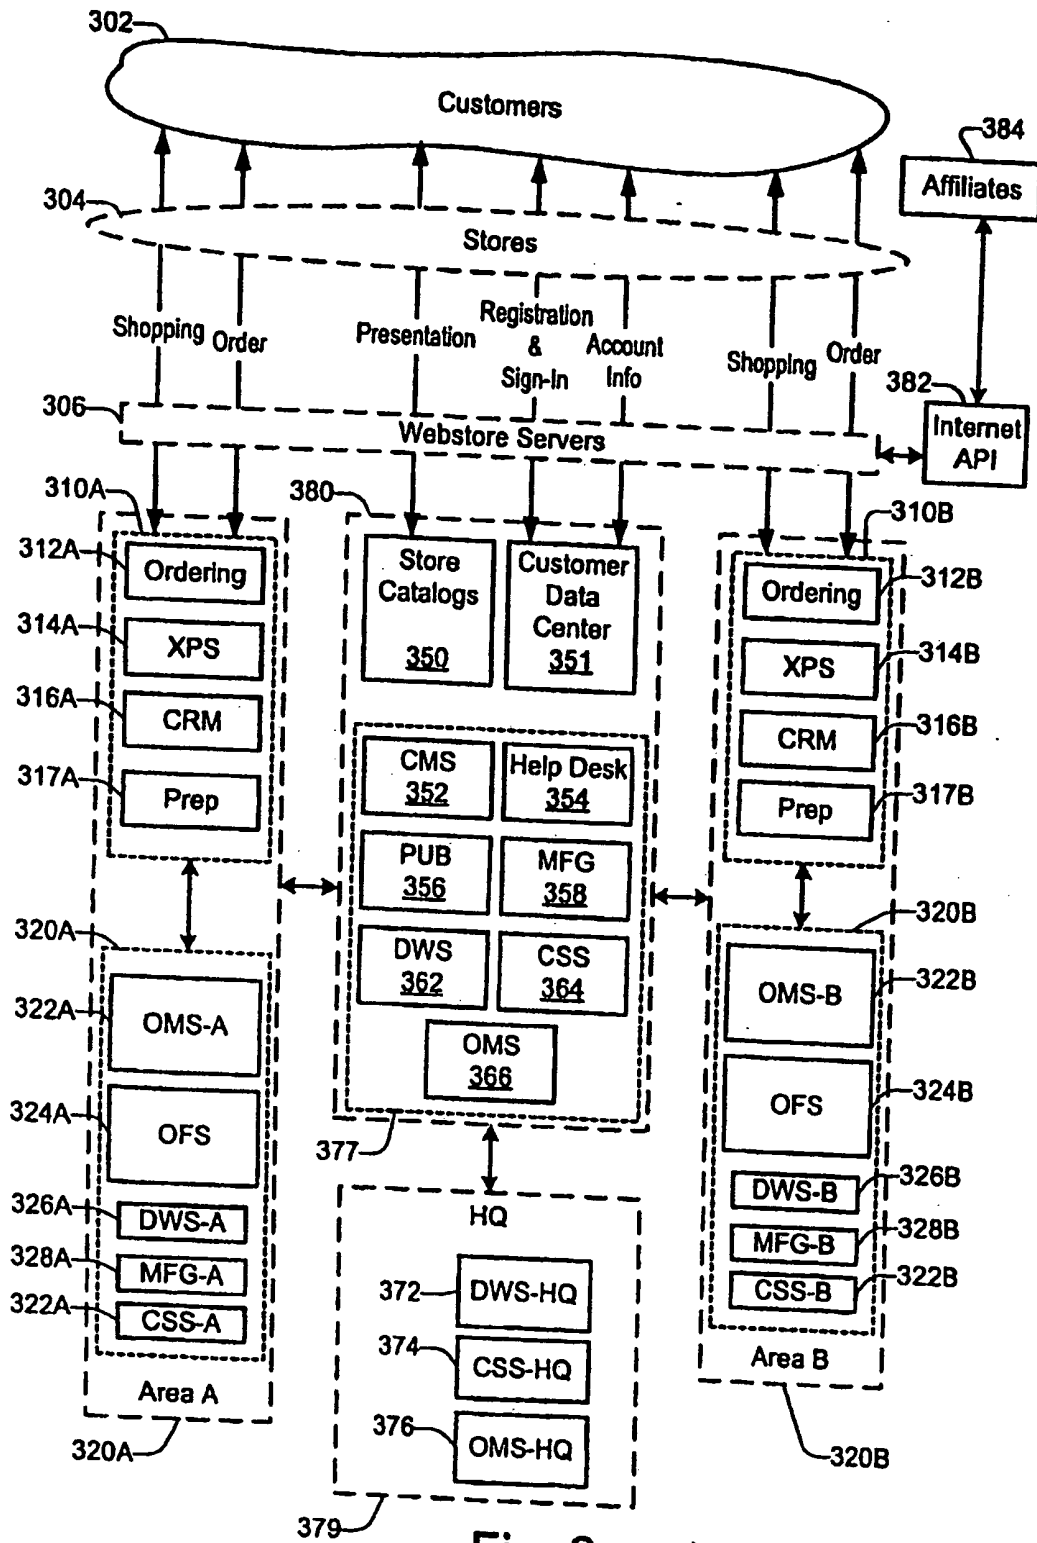 302
Customers
384
Affiliates
304
Stores
Shopping
Order
Presentation
Registration
&
Sign-In
Account
Info
Shopping
Order
382
Internet
API
306
Webstore Servers
310A
380
310B
312A
Ordering
314A
XPS
316A
CRM
317A
Prep
Store
Catalogs
350
Customer
Data
Center
351
Ordering
312B
XPS
314B
CRM
316B
Prep
317B
CMS
352
Help Desk
354
PUB
356
MFG
358
DWS
362
CSS
364
OMS
366
377
320A
322A
OMS-A
324A
OFS
326A
DWS-A
328A
MFG-A
322A
CSS-A
Area A
320A
320B
OMS-B
322B
OFS
324B
DWS-B
326B
MFG-B
328B
CSS-B
322B
Area B
320B
HQ
372
DWS-HQ
374
CSS-HQ
376
OMS-HQ
379